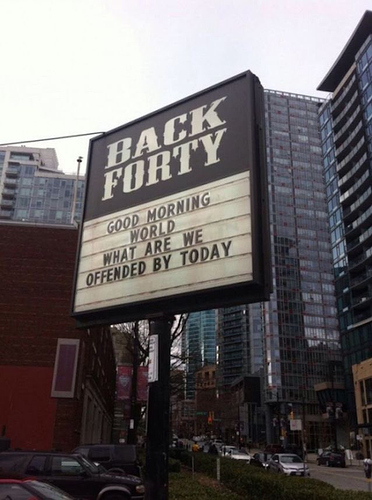 BACK
FORTY
GOOD MORNING
WORLD
WHAT ARE WE
OFFENDED BY TODAY